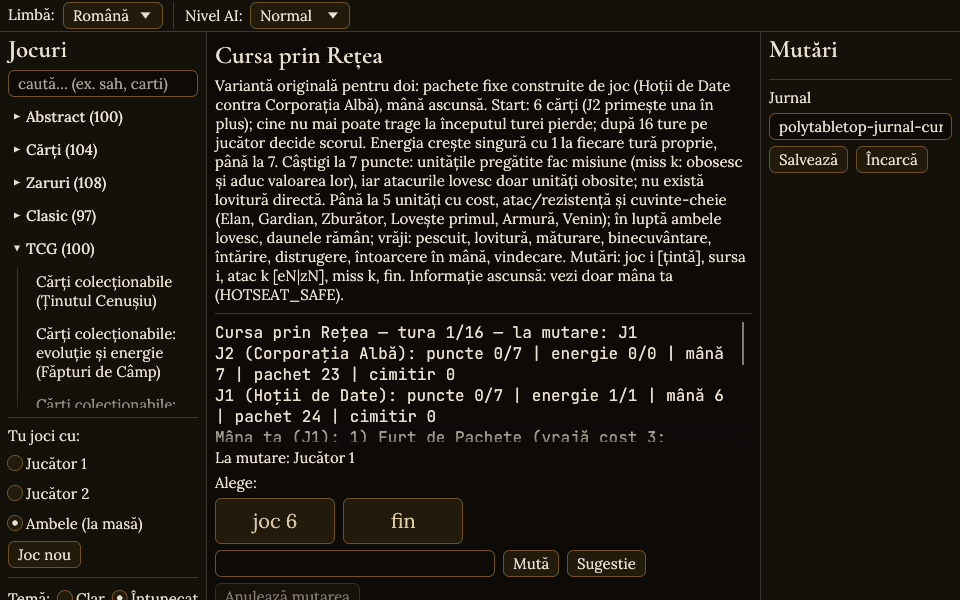 Limbă: Română ▼ Nivel AI: Normal ▼
Jocuri
caută... (ex. sah, carti)
▸ Abstract (100)
▸ Cărți (104)
▸ Zaruri (108)
▸ Clasic (97)
▾ TCG (100)
Cărți colecționabile
(Ținutul Cenușiu)
Cărți colecționabile:
evoluție și energie
(Făpturi de Câmp)
Cărți colecționabile:
Tu joci cu:
Jucător 1
Jucător 2
Ambele (la masă)
Joc nou
Temă: Clar Întunecat
Cursa prin Rețea
Variantă originală pentru doi: pachete fixe construite de joc (Hoții de Date
contra Corporația Albă), mână ascunsă. Start: 6 cărți (J2 primește una în
plus); cine nu mai poate trage la începutul turei pierde; după 16 ture pe
jucător decide scorul. Energia crește singură cu 1 la fiecare tură proprie,
până la 7. Câștigi la 7 puncte: unitățile pregătite fac misiune (miss k: obosesc
și aduc valoarea lor), iar atacurile lovesc doar unități obosite; nu există
lovitură directă. Până la 5 unități cu cost, atac/rezistență și cuvinte-cheie
(Elan, Gardian, Zburător, Lovește primul, Armură, Venin); în luptă ambele
lovesc, daunele rămân; vrăji: pescuit, lovitură, măturare, binecuvântare,
întărire, distrugere, întoarcere în mână, vindecare. Mutări: joc i [țintă], sursa
i, atac k [eN|zN], miss k, fin. Informație ascunsă: vezi doar mâna ta
(HOTSEAT_SAFE).
Cursa prin Rețea — tura 1/16 — la mutare: J1
J2 (Corporația Albă): puncte 0/7 | energie 0/0 | mână
7 | pachet 23 | cimitir 0
J1 (Hoții de Date): puncte 0/7 | energie 1/1 | mână 6
| pachet 24 | cimitir 0
Mâna ta (J1): 1) Furt de Pachete (vrajă cost 3;
La mutare: Jucător 1
Alege:
joc 6
fin
Mută
Sugestie
Anulează mutarea
Mutări
Jurnal
polytabletop-jurnal-cur
Salvează
Încarcă